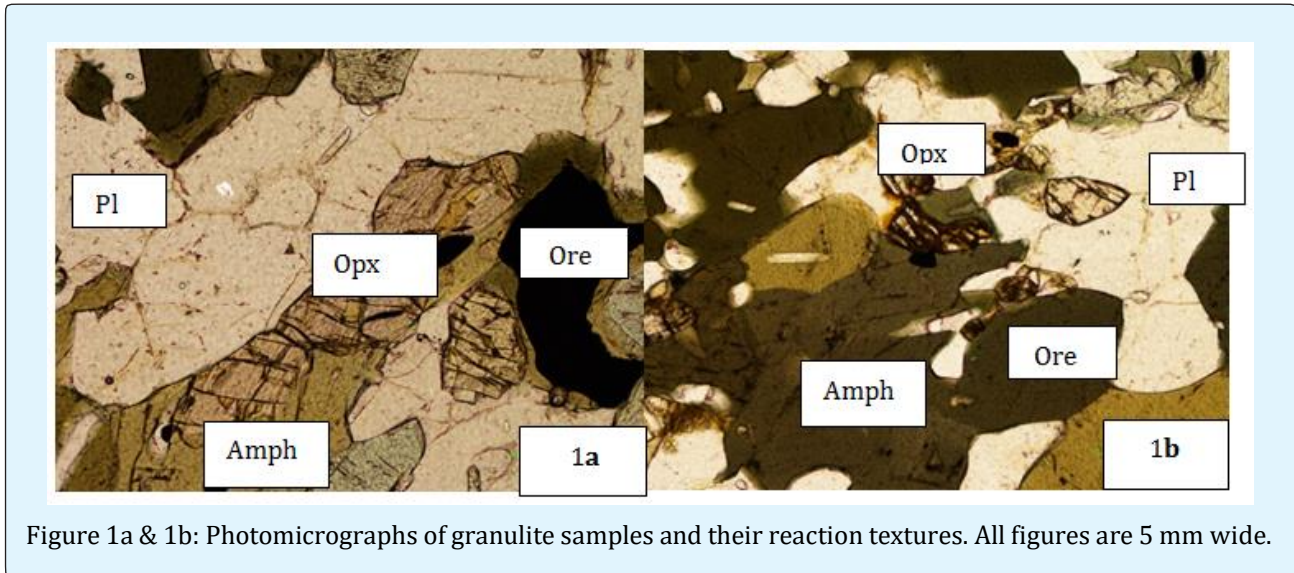 Pl
Opx
Ore
Amph
1a
Opx
Pl
Ore
Amph
1b
Figure 1a & 1b: Photomicrographs of granulite samples and their reaction textures. All figures are 5 mm wide.